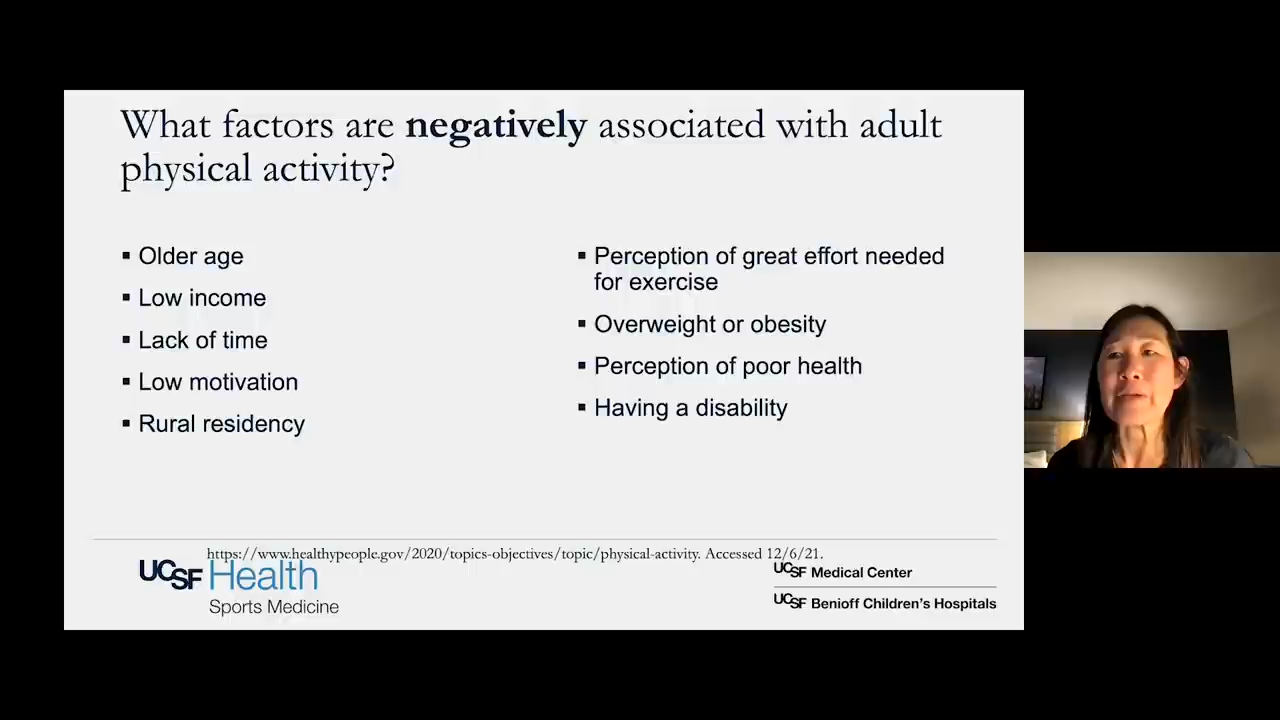 What factors are negatively associated with adult
physical activity?
▪ Older age
▪ Low income
▪ Lack of time
▪ Low motivation
▪ Rural residency
▪ Perception of great effort needed
for exercise
▪ Overweight or obesity
▪ Perception of poor health
▪ Having a disability
https://www.healthypeople.gov/2020/topics-objectives/topic/physical-activity. Accessed 12/6/21.
UCSF Health
Sports Medicine
UCSF Medical Center
UCSF Benioff Children's Hospitals